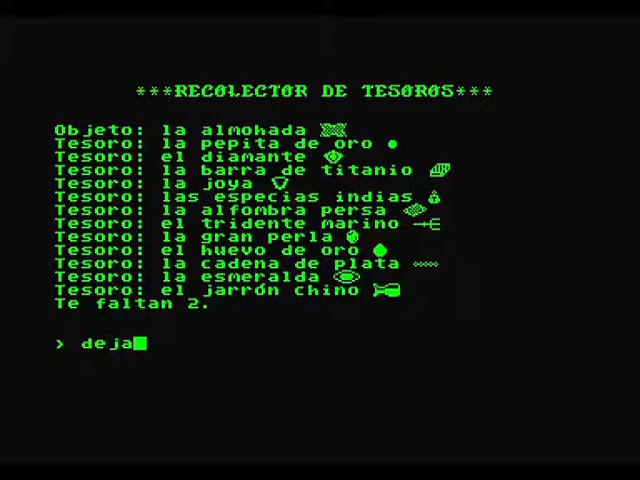 ***RECOLECTOR DE TESOROS***
Objeto: la almohada
Tesoro: la pepita de oro
Tesoro: el diamante
Tesoro: la barra de titanio
Tesoro: la joya
Tesoro: las especias indias
Tesoro: la alfombra persa
Tesoro: el tridente marino
Tesoro: la gran perla
Tesoro: el huevo de oro
Tesoro: la cadena de plata
Tesoro: la esmeralda
Tesoro: el jarrón chino
Te faltan 2.
> deja